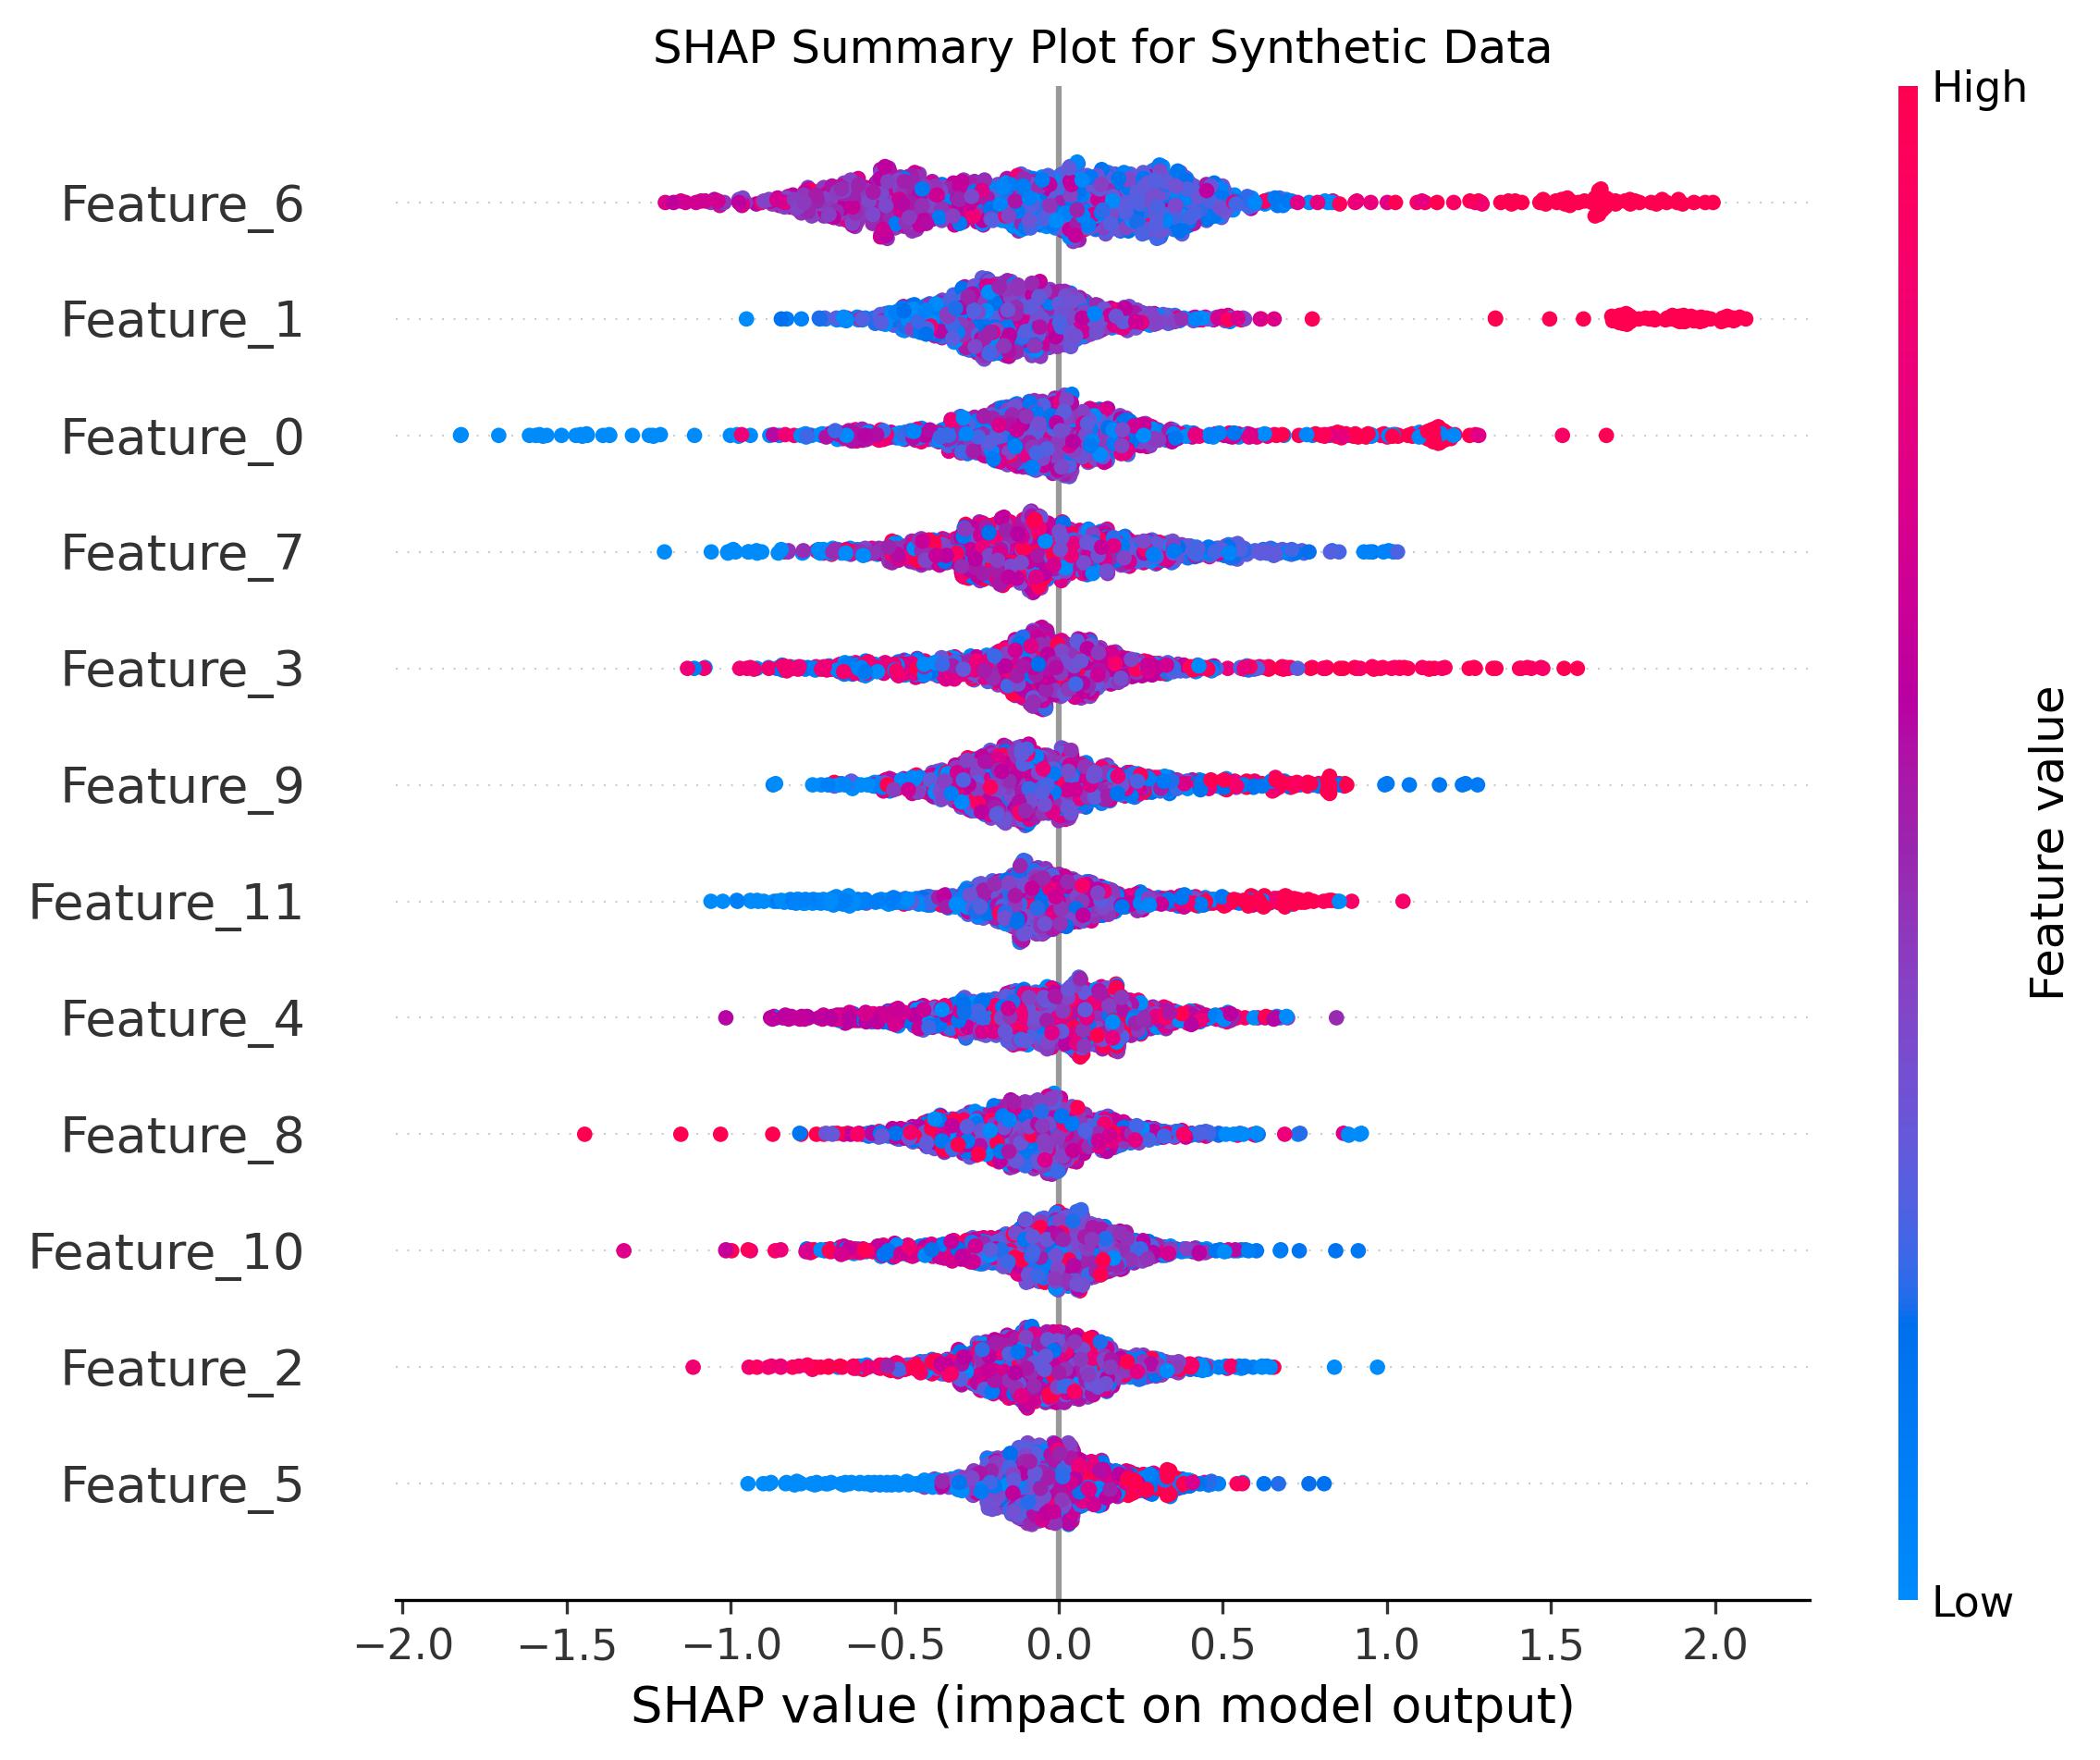 SHAP Summary Plot for Synthetic Data
High
Feature_6
Feature_1
Feature_0
Feature_7
Feature_3
Feature_9
Feature_11
Feature_4
Feature_8
Feature_10
Feature_2
Feature_5
Feature value
Low
−2.0 −1.5 −1.0 −0.5 0.0 0.5 1.0 1.5 2.0
SHAP value (impact on model output)